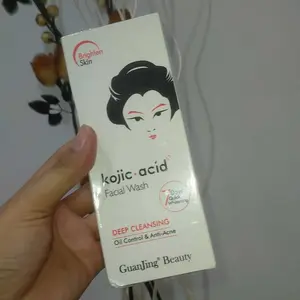 Brighten
Skin
kojic·acid
Facial Wash
DEEP CLEANSING
Oil Control & Anti-Acne
GuanJing® Beauty